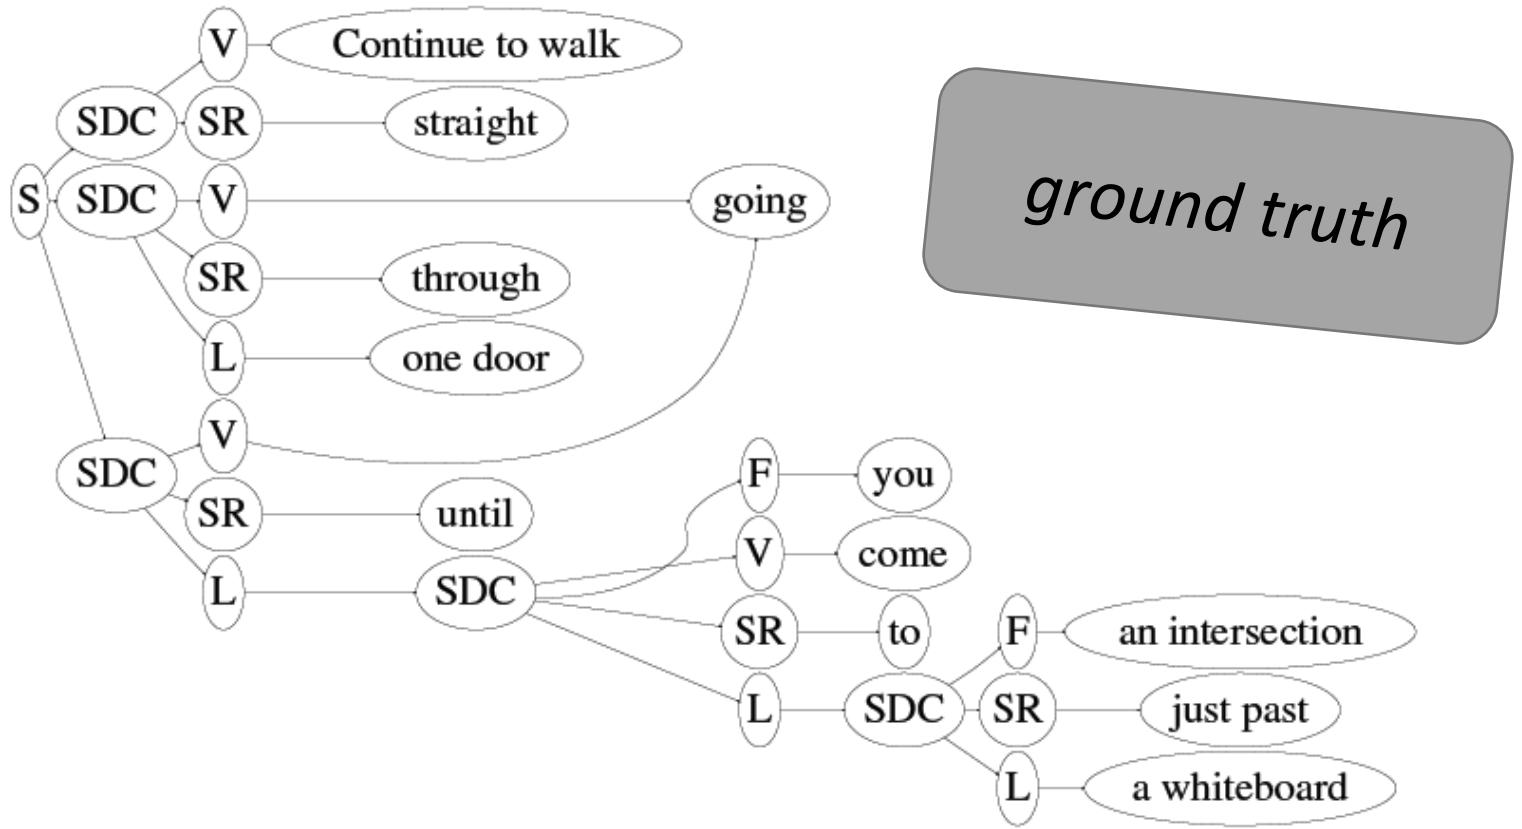 V Continue to walk
SDC SR straight
S SDC V going
SR through
L one door
V
SDC
SR until
L SDC
F you
V come
SR to
L SDC
F an intersection
SR just past
L a whiteboard
ground truth